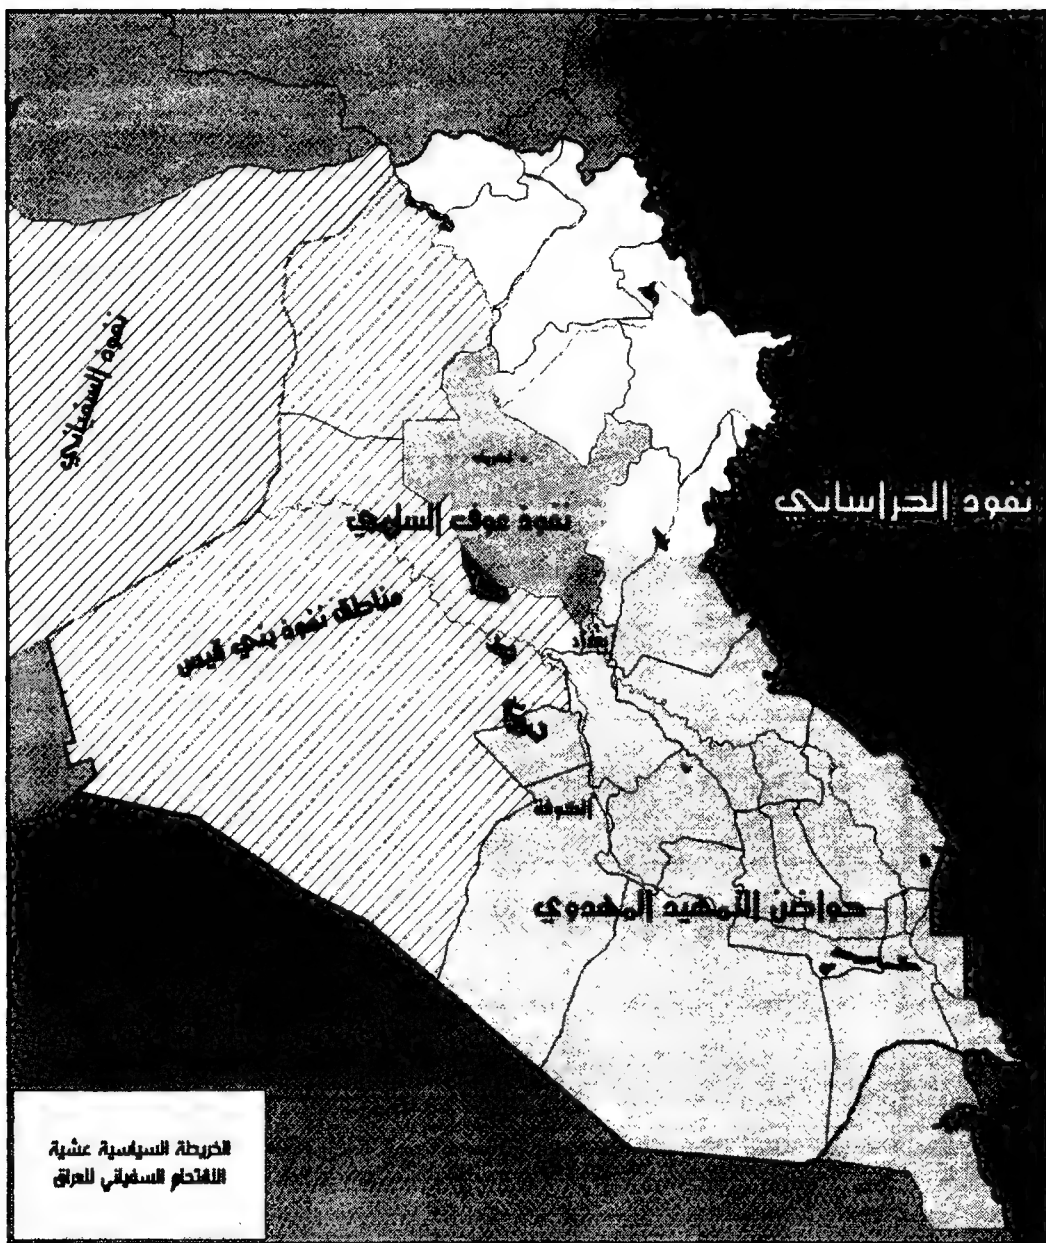 نفوذ السفياني
تكريت
نفوذ الخراساني
نفوذ عوف السلمي
مناطق نفوذ بني قيس
بغداد
الكوفة
حواضن التمهيد المهدوي
الخريطة السياسية عشية
الاقتحام السفياني للعراق